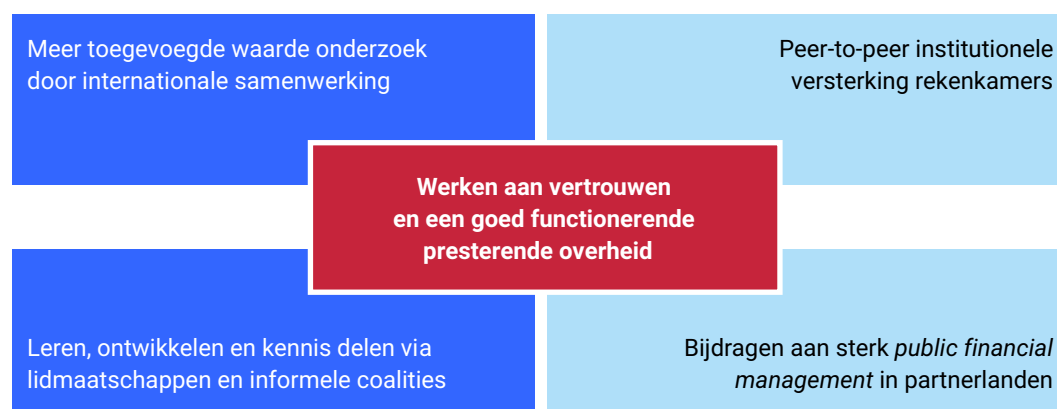 Meer toegevoegde waarde onderzoek
door internationale samenwerking
Peer-to-peer institutionele
versterking rekenkamers
Werken aan vertrouwen
en een goed functionerende
presterende overheid
Leren, ontwikkelen en kennis delen via
lidmaatschappen en informele coalities
Bijdragen aan sterk public financial
management in partnerlanden